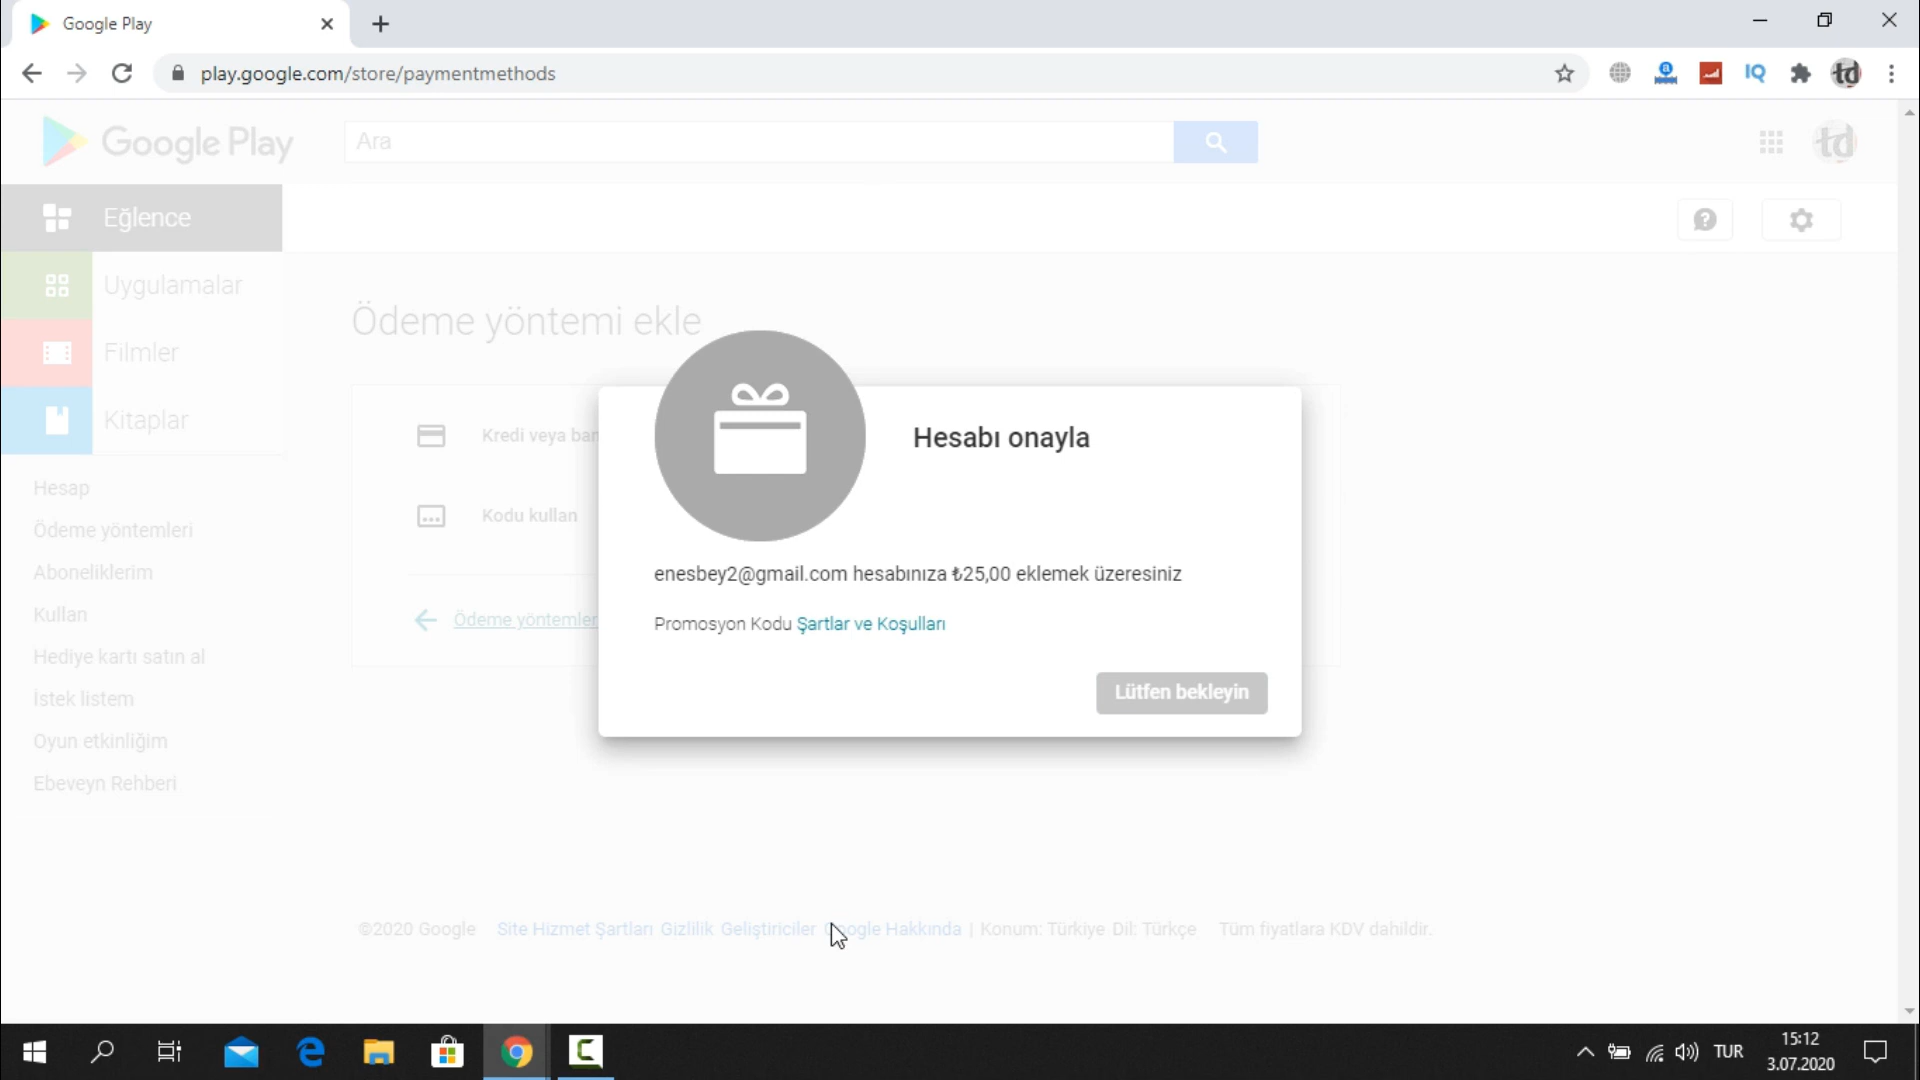 Google Play
play.google.com/store/paymentmethods
a
IQ
td
Google Play
Ara
td
Eğlence
Uygulamalar
Filmler
Kitaplar
Hesap
Ödeme yöntemleri
Aboneliklerim
Kullan
Hediye kartı satın al
İstek listem
Oyun etkinliğim
Ebeveyn Rehberi
Ödeme yöntemi ekle
Kredi veya ban
Kodu kullan
Ödeme yöntemler
Hesabı onayla
enesbey2@gmail.com hesabınıza ₺25,00 eklemek üzeresiniz
Promosyon Kodu Şartlar ve Koşulları
Lütfen bekleyin
©2020 Google Site Hizmet Şartları Gizlilik Geliştiriciler Google Hakkında | Konum: Türkiye Dil: Türkçe Tüm fiyatlara KDV dahildir.
TUR
15:12
3.07.2020